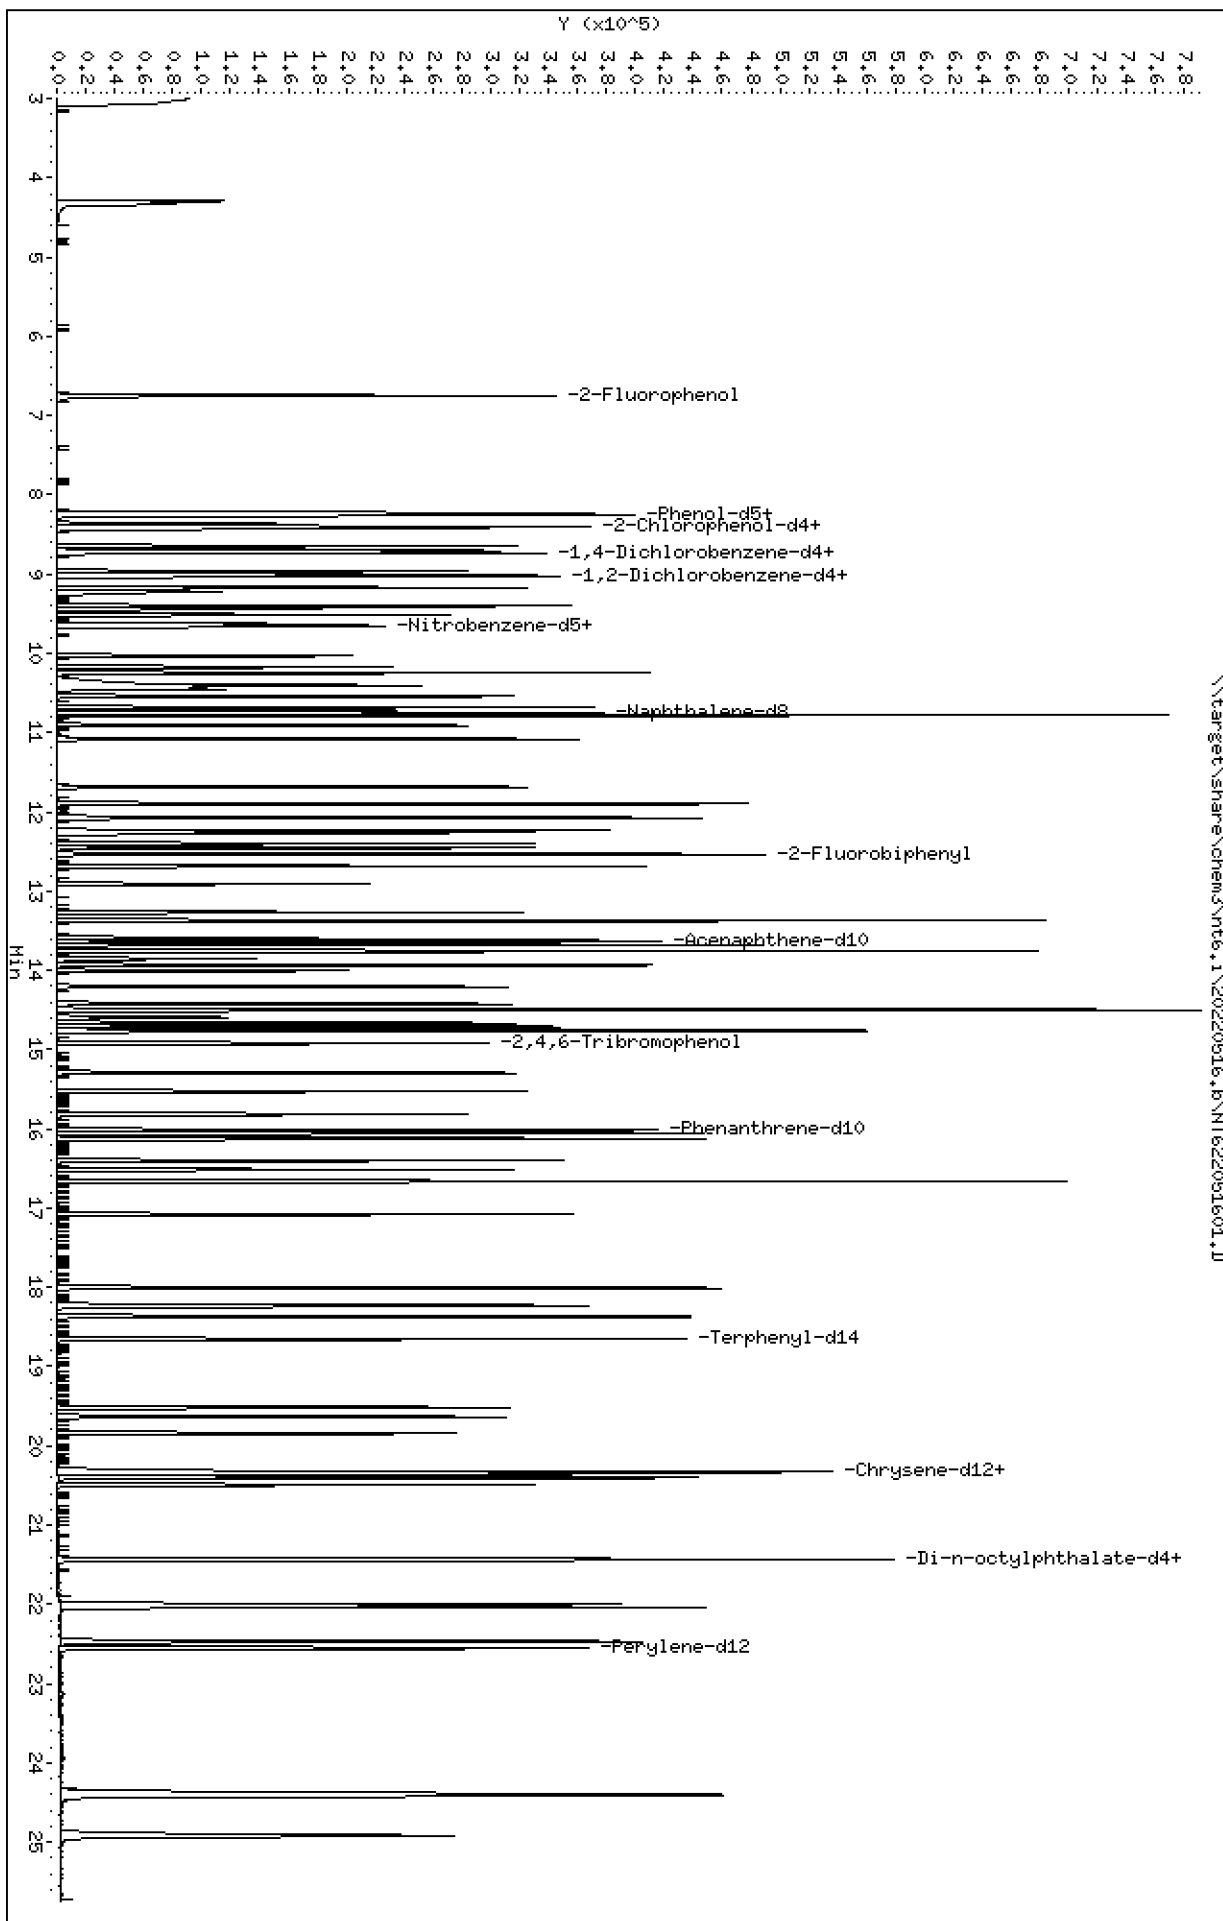 \\target\share\chem3\nt6.i\20220516.b\NT622051601.D
Y (x10^5)
7.8
7.6
7.4
7.2
7.0
6.8
6.6
6.4
6.2
6.0
5.8
5.6
5.4
5.2
5.0
4.8
4.6
4.4
4.2
4.0
3.8
3.6
3.4
3.2
3.0
2.8
2.6
2.4
2.2
2.0
1.8
1.6
1.4
1.2
1.0
0.8
0.6
0.4
0.2
0.0
-2-Fluorophenol
-Phenol-d5+
-2-Chlorophenol-d4+
-1,4-Dichlorobenzene-d4+
-1,2-Dichlorobenzene-d4+
-Nitrobenzene-d5+
-Naphthalene-d8
-2-Fluorobiphenyl
-Acenaphthene-d10
-2,4,6-Tribromophenol
-Phenanthrene-d10
-Terphenyl-d14
-Chrysene-d12+
-Di-n-octylphthalate-d4+
-Perylene-d12
3 4 5 6 7 8 9 10 11 12 13 14 15 16 17 18 19 20 21 22 23 24 25
Min